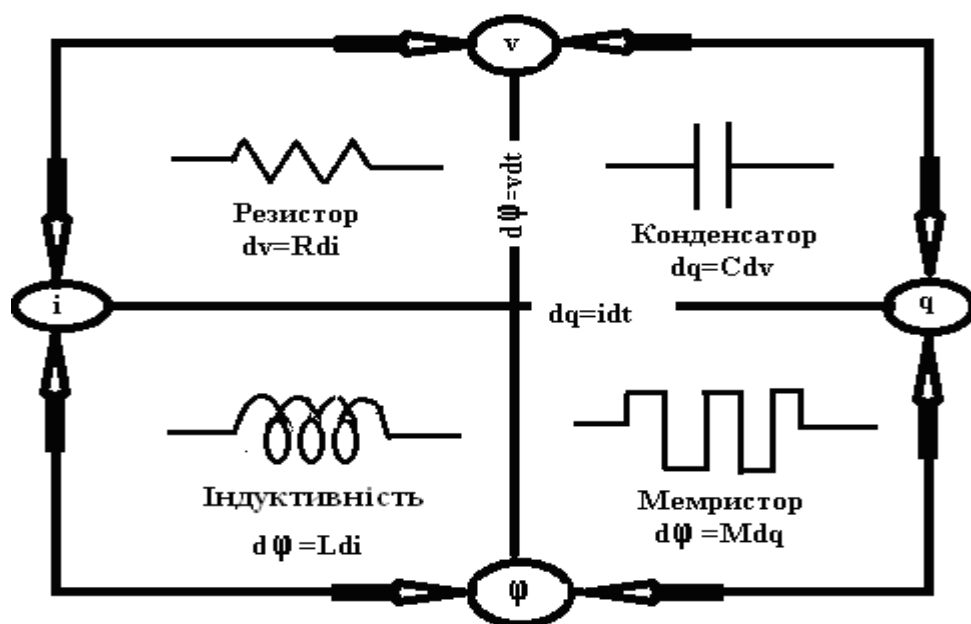 v
Резистор
dv=Rdi
dφ=vdt
Конденсатор
dq=Cdv
i
dq=idt
q
Індуктивність
dφ=Ldi
Мемристор
dφ=Mdq
φ